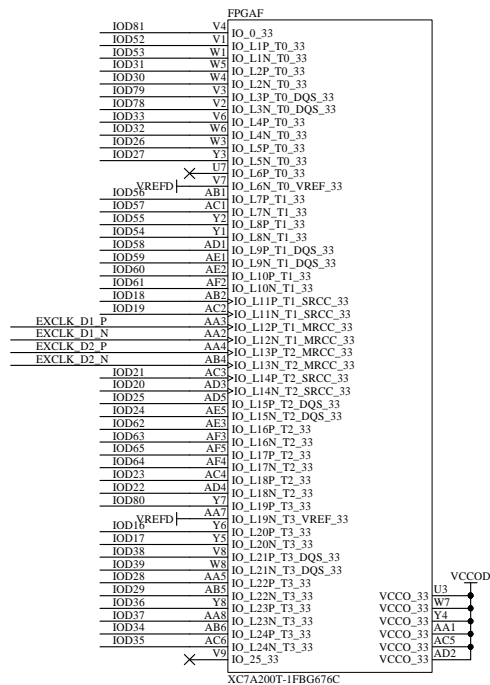 FPGAF
IOD81 V4 IO_0_33
IOD52 V1 IO_L1P_T0_33
IOD53 W1 IO_L1N_T0_33
IOD31 W5 IO_L2P_T0_33
IOD30 W4 IO_L2N_T0_33
IOD79 V3 IO_L3P_T0_DQS_33
IOD78 V2 IO_L3N_T0_DQS_33
IOD33 V6 IO_L4P_T0_33
IOD32 W6 IO_L4N_T0_33
IOD26 W3 IO_L5P_T0_33
IOD27 Y3 IO_L5N_T0_33
U7 IO_L6P_T0_33
VREFD V7 IO_L6N_T0_VREF_33
IOD56 AB1 IO_L7P_T1_33
IOD57 AC1 IO_L7N_T1_33
IOD55 Y2 IO_L8P_T1_33
IOD54 Y1 IO_L8N_T1_33
IOD58 AD1 IO_L9P_T1_DQS_33
IOD59 AE1 IO_L9N_T1_DQS_33
IOD60 AE2 IO_L10P_T1_33
IOD61 AF2 IO_L10N_T1_33
IOD18 AB2 IO_L11P_T1_SRCC_33
IOD19 AC2 IO_L11N_T1_SRCC_33
EXCLK_D1_P AA3 IO_L12P_T1_MRCC_33
EXCLK_D1_N AA2 IO_L12N_T1_MRCC_33
EXCLK_D2_P AA4 IO_L13P_T2_MRCC_33
EXCLK_D2_N AB4 IO_L13N_T2_MRCC_33
IOD21 AC3 IO_L14P_T2_SRCC_33
IOD20 AD3 IO_L14N_T2_SRCC_33
IOD25 AD5 IO_L15P_T2_DQS_33
IOD24 AE5 IO_L15N_T2_DQS_33
IOD62 AE3 IO_L16P_T2_33
IOD63 AF3 IO_L16N_T2_33
IOD65 AF5 IO_L17P_T2_33
IOD64 AF4 IO_L17N_T2_33
IOD23 AC4 IO_L18P_T2_33
IOD22 AD4 IO_L18N_T2_33
IOD80 Y7 IO_L19P_T3_33
VREFD AA7 IO_L19N_T3_VREF_33
IOD16 Y6 IO_L20P_T3_33
IOD17 Y5 IO_L20N_T3_33
IOD38 V8 IO_L21P_T3_DQS_33
IOD39 W8 IO_L21N_T3_DQS_33
VCCOD
IOD28 AA5 IO_L22P_T3_33
IOD29 AB5 IO_L22N_T3_33 VCCO_33 U3
IOD36 Y8 IO_L23P_T3_33 VCCO_33 W7
IOD37 AA8 IO_L23N_T3_33 VCCO_33 Y4
IOD34 AB6 IO_L24P_T3_33 VCCO_33 AA1
IOD35 AC6 IO_L24N_T3_33 VCCO_33 AC5
V9 IO_25_33 VCCO_33 AD2
XC7A200T-1FBG676C